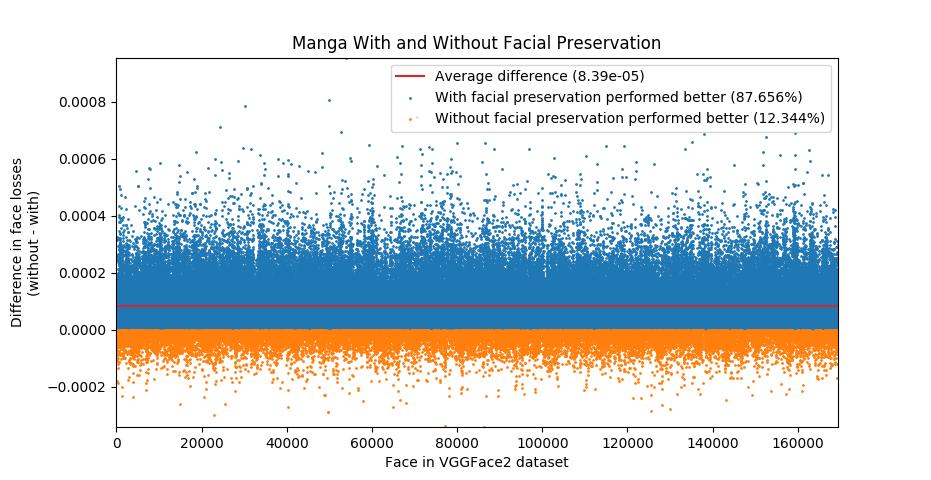 Manga With and Without Facial Preservation
Average difference (8.39e-05)
With facial preservation performed better (87.656%)
Without facial preservation performed better (12.344%)
0.0008
0.0006
0.0004
0.0002
0.0000
−0.0002
Difference in face losses
(without - with)
0 20000 40000 60000 80000 100000 120000 140000 160000
Face in VGGFace2 dataset